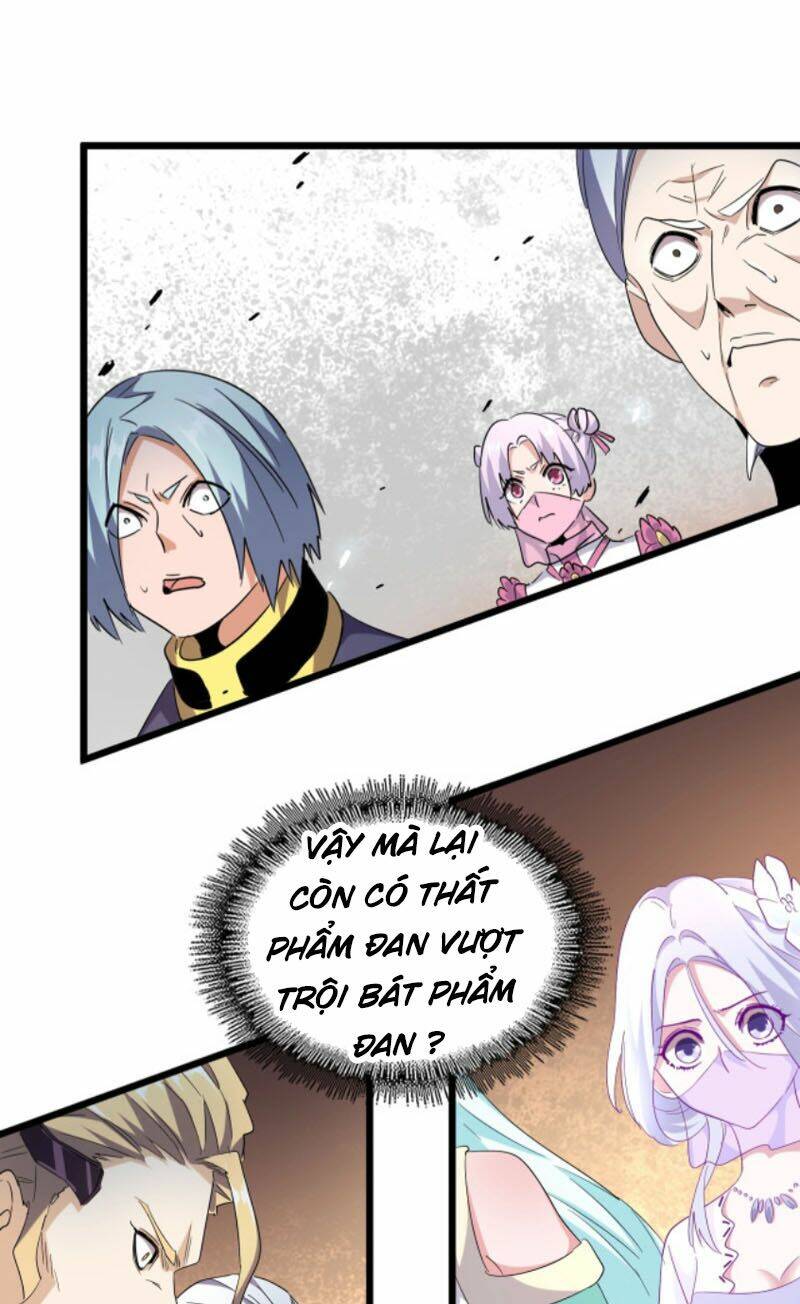 VẬY MÀ LẠI
CÒN CÓ THẤT
PHẨM ĐAN VƯỢT
TRỘI BÁT PHẨM
ĐAN ?